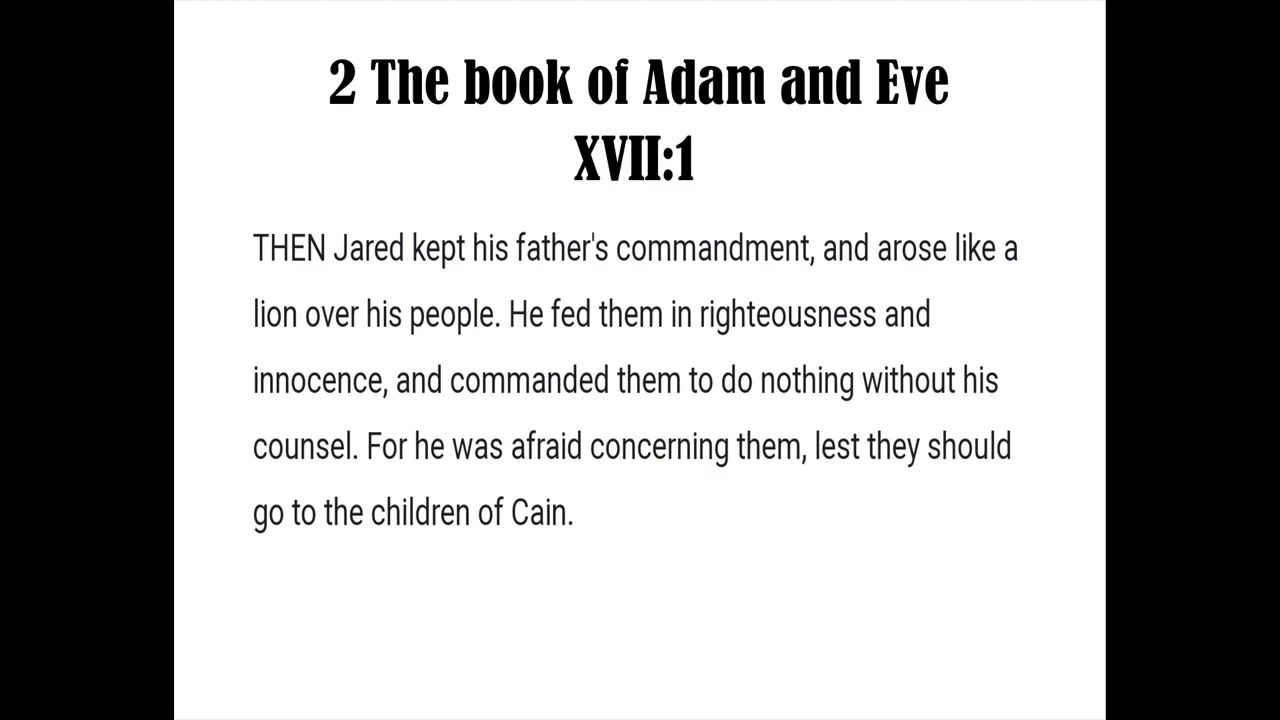 2 The book of Adam and Eve
XVII:1
THEN Jared kept his father's commandment, and arose like a
lion over his people. He fed them in righteousness and
innocence, and commanded them to do nothing without his
counsel. For he was afraid concerning them, lest they should
go to the children of Cain.